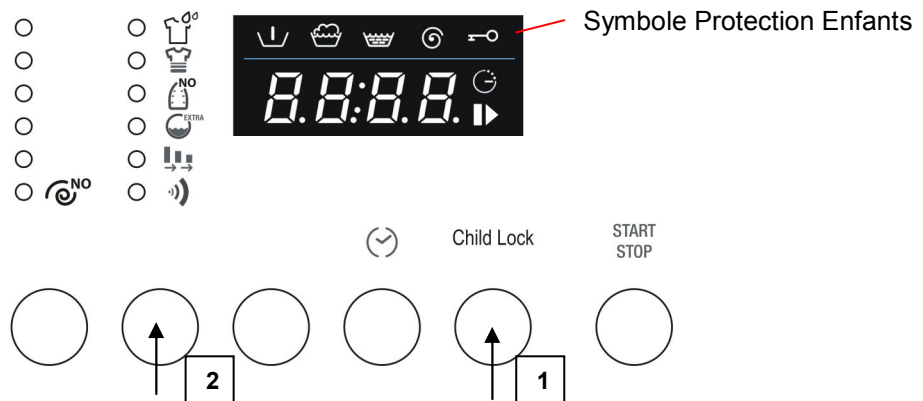 Symbole Protection Enfants
NO
EXTRA
8.8:8.8.
NO
Child Lock
START
STOP
2
1